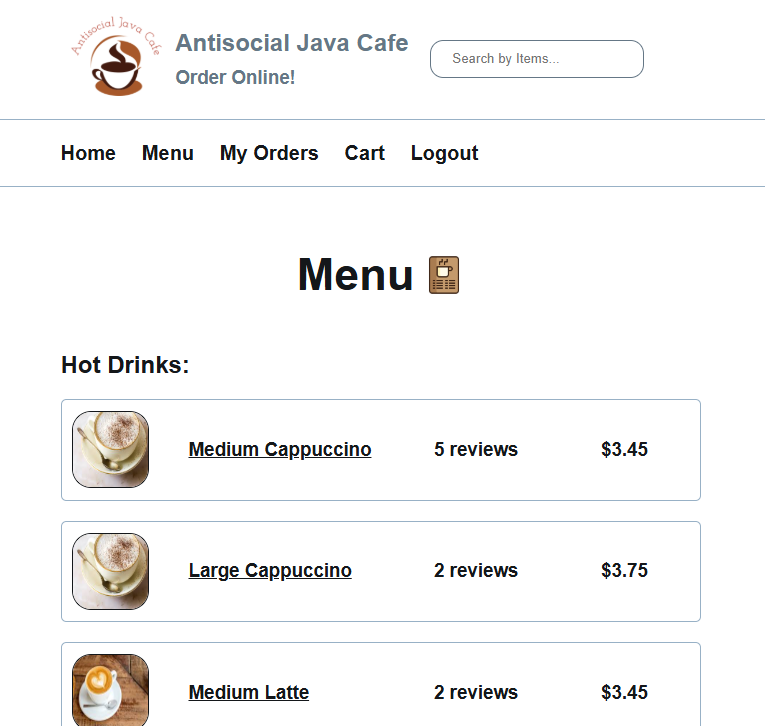 Antisocial Java Cafe
Antisocial Java Cafe
Order Online!
Search by Items...
Home Menu My Orders Cart Logout
Menu
Hot Drinks:
Medium Cappuccino 5 reviews $3.45
Large Cappuccino 2 reviews $3.75
Medium Latte 2 reviews $3.45